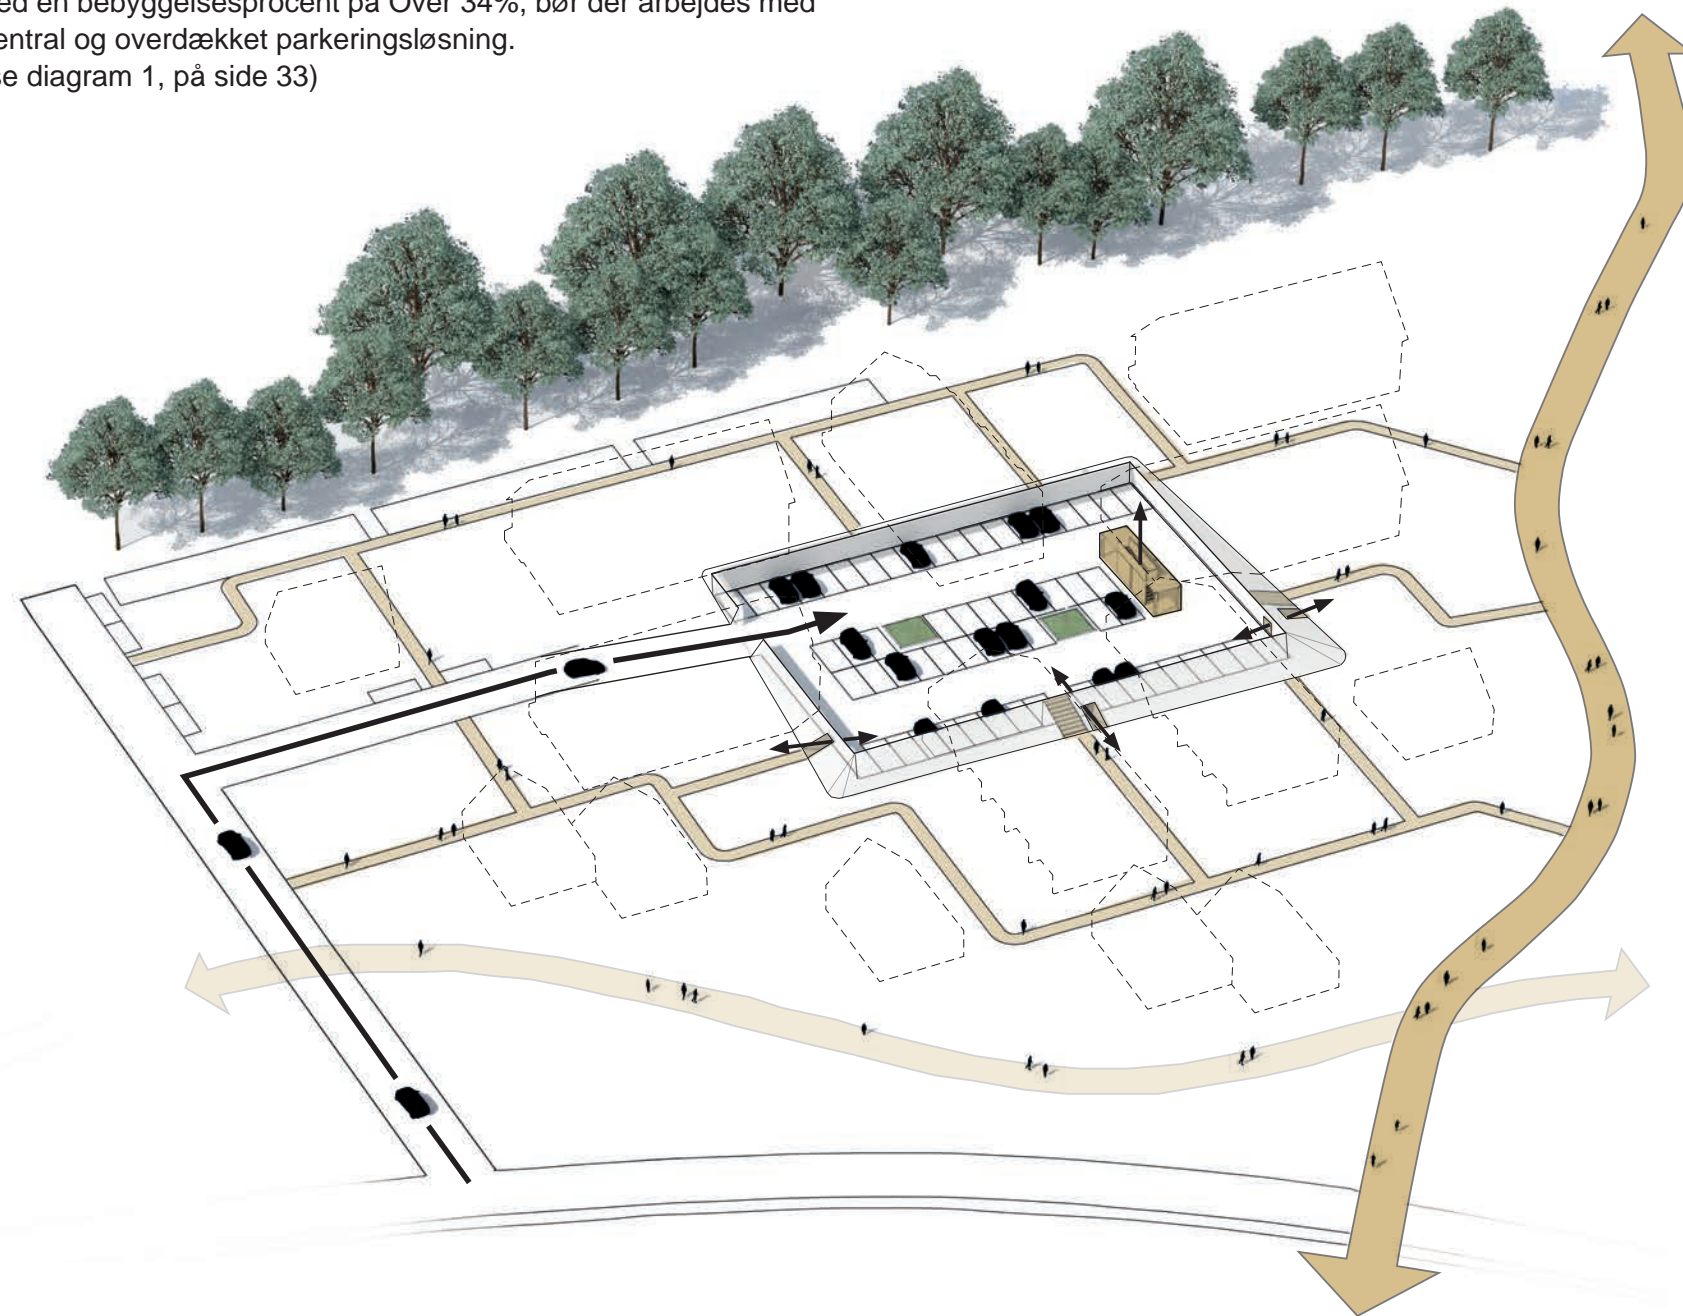 ed en bebyggelsesprocent på Over 34%, bør der arbejdes med
entral og overdækket parkeringsløsning.
se diagram 1, på side 33)